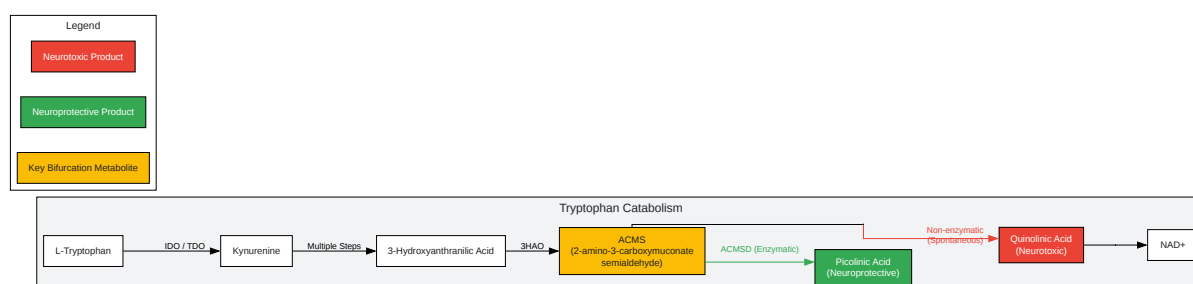 Legend
Neurotoxic Product
Neuroprotective Product
Key Bifurcation Metabolite
Tryptophan Catabolism
L-Tryptophan
IDO / TDO
Kynurenine
Multiple Steps
3-Hydroxyanthranilic Acid
3HAO
ACMS
(2-amino-3-carboxymuconate
semialdehyde)
ACMSD (Enzymatic)
Picolinic Acid
(Neuroprotective)
Non-enzymatic
(Spontaneous)
Quinolinic Acid
(Neurotoxic)
NAD+